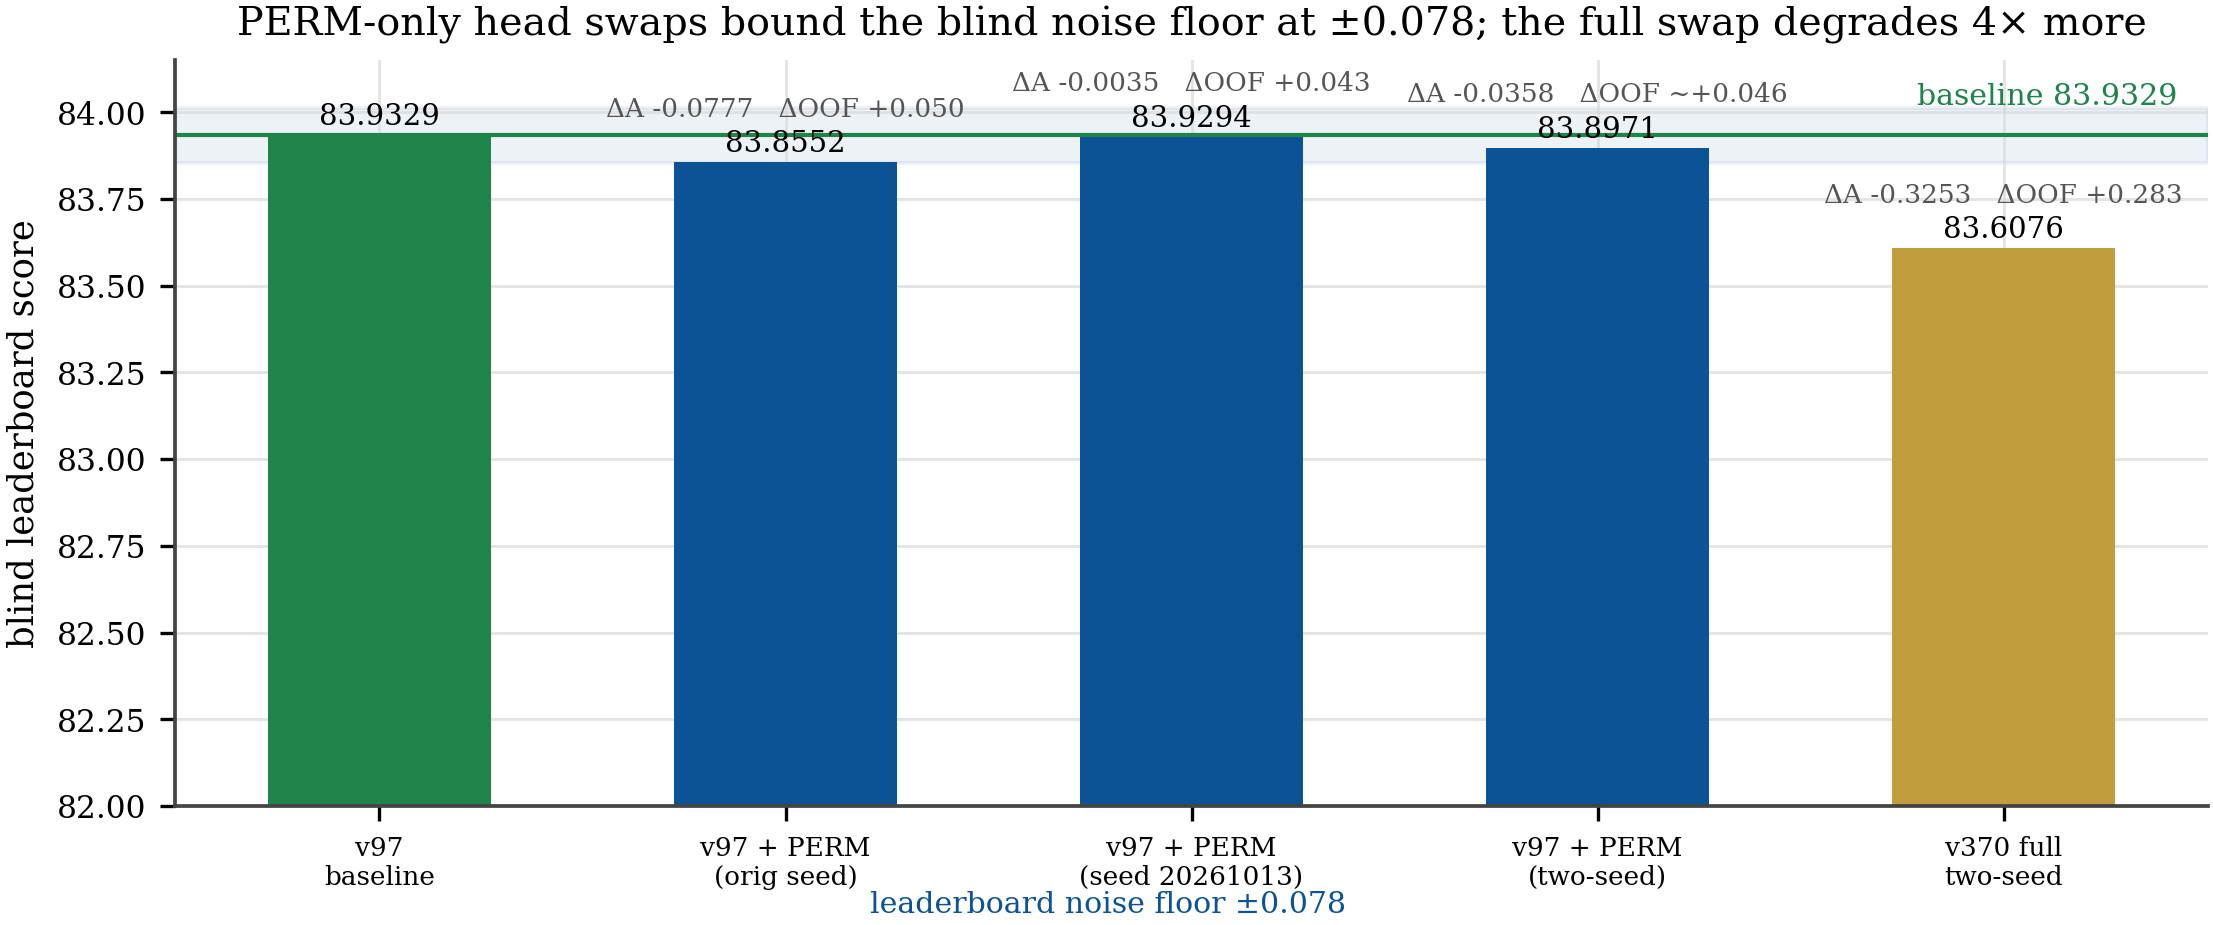 PERM-only head swaps bound the blind noise floor at ±0.078; the full swap degrades 4× more
blind leaderboard score
84.00
83.75
83.50
83.25
83.00
82.75
82.50
82.25
82.00
83.9329
ΔA -0.0777 ΔOOF +0.050
83.8552
ΔA -0.0035 ΔOOF +0.043
83.9294
ΔA -0.0358 ΔOOF ~+0.046
83.8971
baseline 83.9329
ΔA -0.3253 ΔOOF +0.283
83.6076
v97
baseline
v97 + PERM
(orig seed)
v97 + PERM
(seed 20261013)
v97 + PERM
(two-seed)
v370 full
two-seed
leaderboard noise floor ±0.078